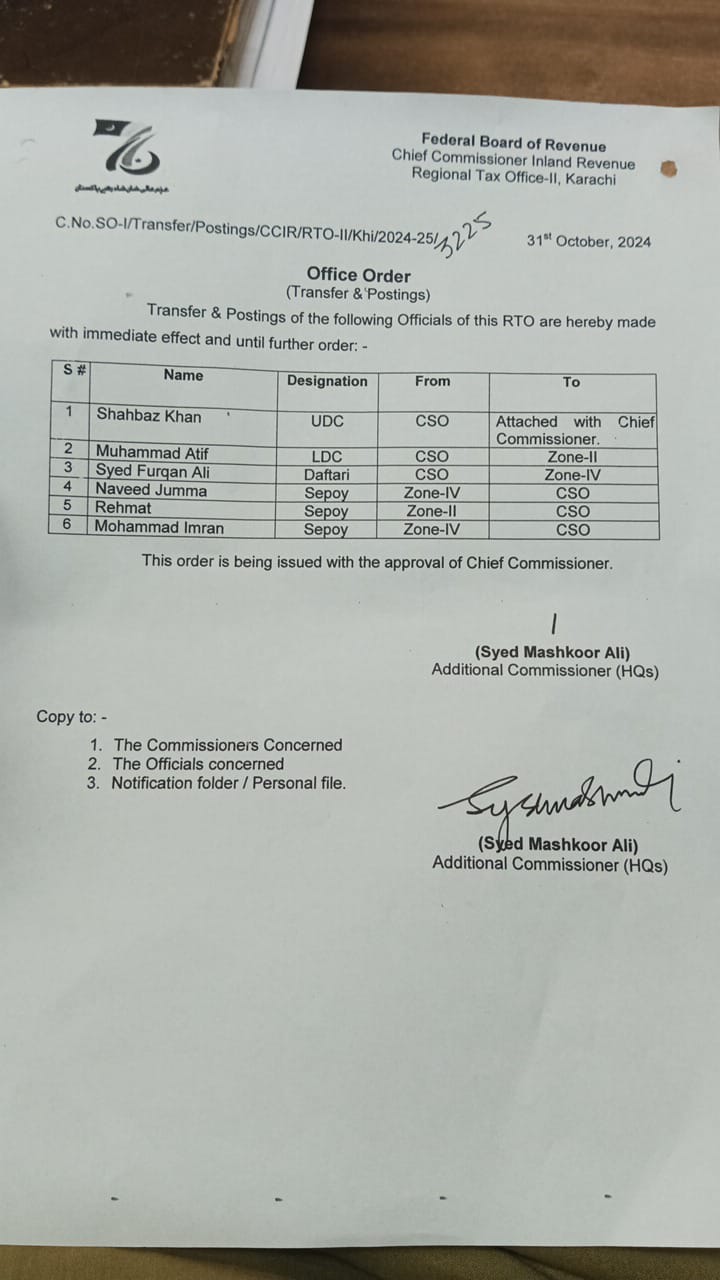 Federal Board of Revenue
Chief Commissioner Inland Revenue
Regional Tax Office-II, Karachi
C.No.SO-I/Transfer/Postings/CCIR/RTO-II/Khi/2024-25/3225
31st October, 2024
Office Order
(Transfer & Postings)
Transfer & Postings of the following Officials of this RTO are hereby made
with immediate effect and until further order: -
S # Name Designation From To
1 Shahbaz Khan UDC CSO Attached with Chief
Commissioner.
2 Muhammad Atif LDC CSO Zone-II
3 Syed Furqan Ali Daftari CSO Zone-IV
4 Naveed Jumma Sepoy Zone-IV CSO
5 Rehmat Sepoy Zone-II CSO
6 Mohammad Imran Sepoy Zone-IV CSO
This order is being issued with the approval of Chief Commissioner.
(Syed Mashkoor Ali)
Additional Commissioner (HQs)
Copy to: -
1. The Commissioners Concerned
2. The Officials concerned
3. Notification folder / Personal file.
(Syed Mashkoor Ali)
Additional Commissioner (HQs)